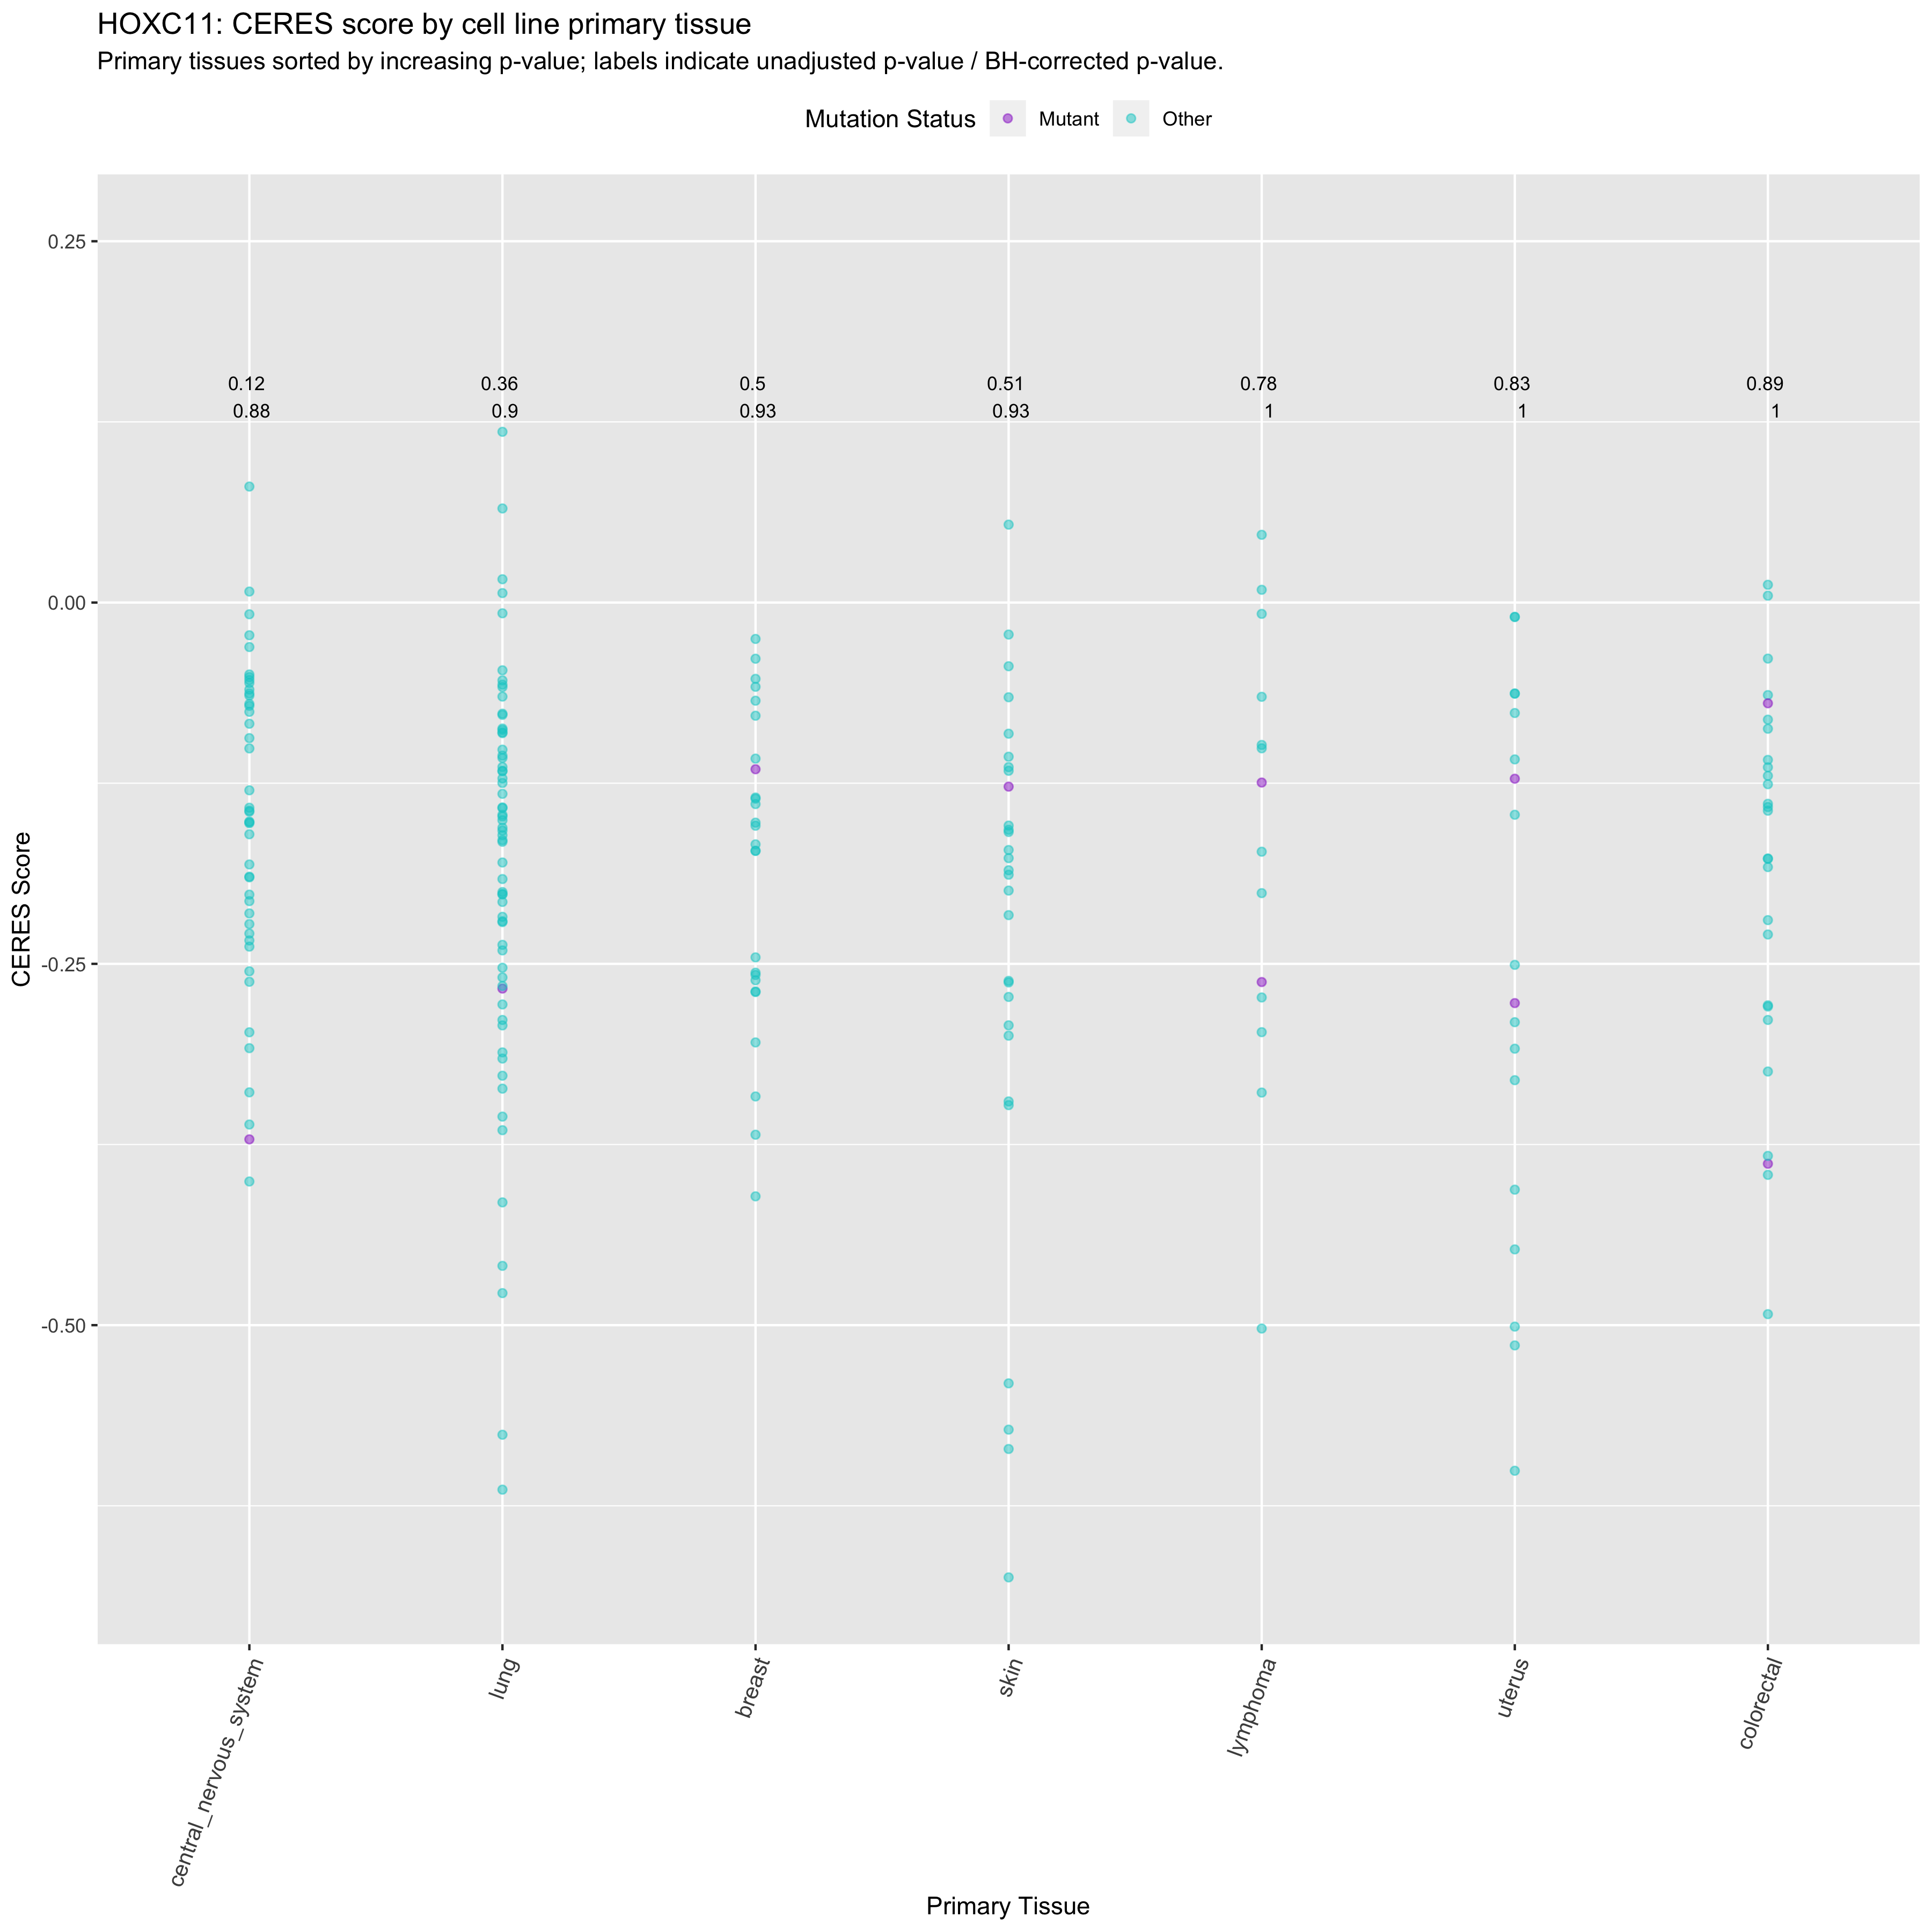 HOXC11: CERES score by cell line primary tissue
Primary tissues sorted by increasing p-value; labels indicate unadjusted p-value / BH-corrected p-value.
Mutation Status Mutant Other
0.25
0.12 0.36 0.5 0.51 0.78 0.83 0.89
0.88 0.9 0.93 0.93 1 1 1
0.00
-0.25
-0.50
CERES Score
central_nervous_system
lung
breast
skin
lymphoma
uterus
colorectal
Primary Tissue